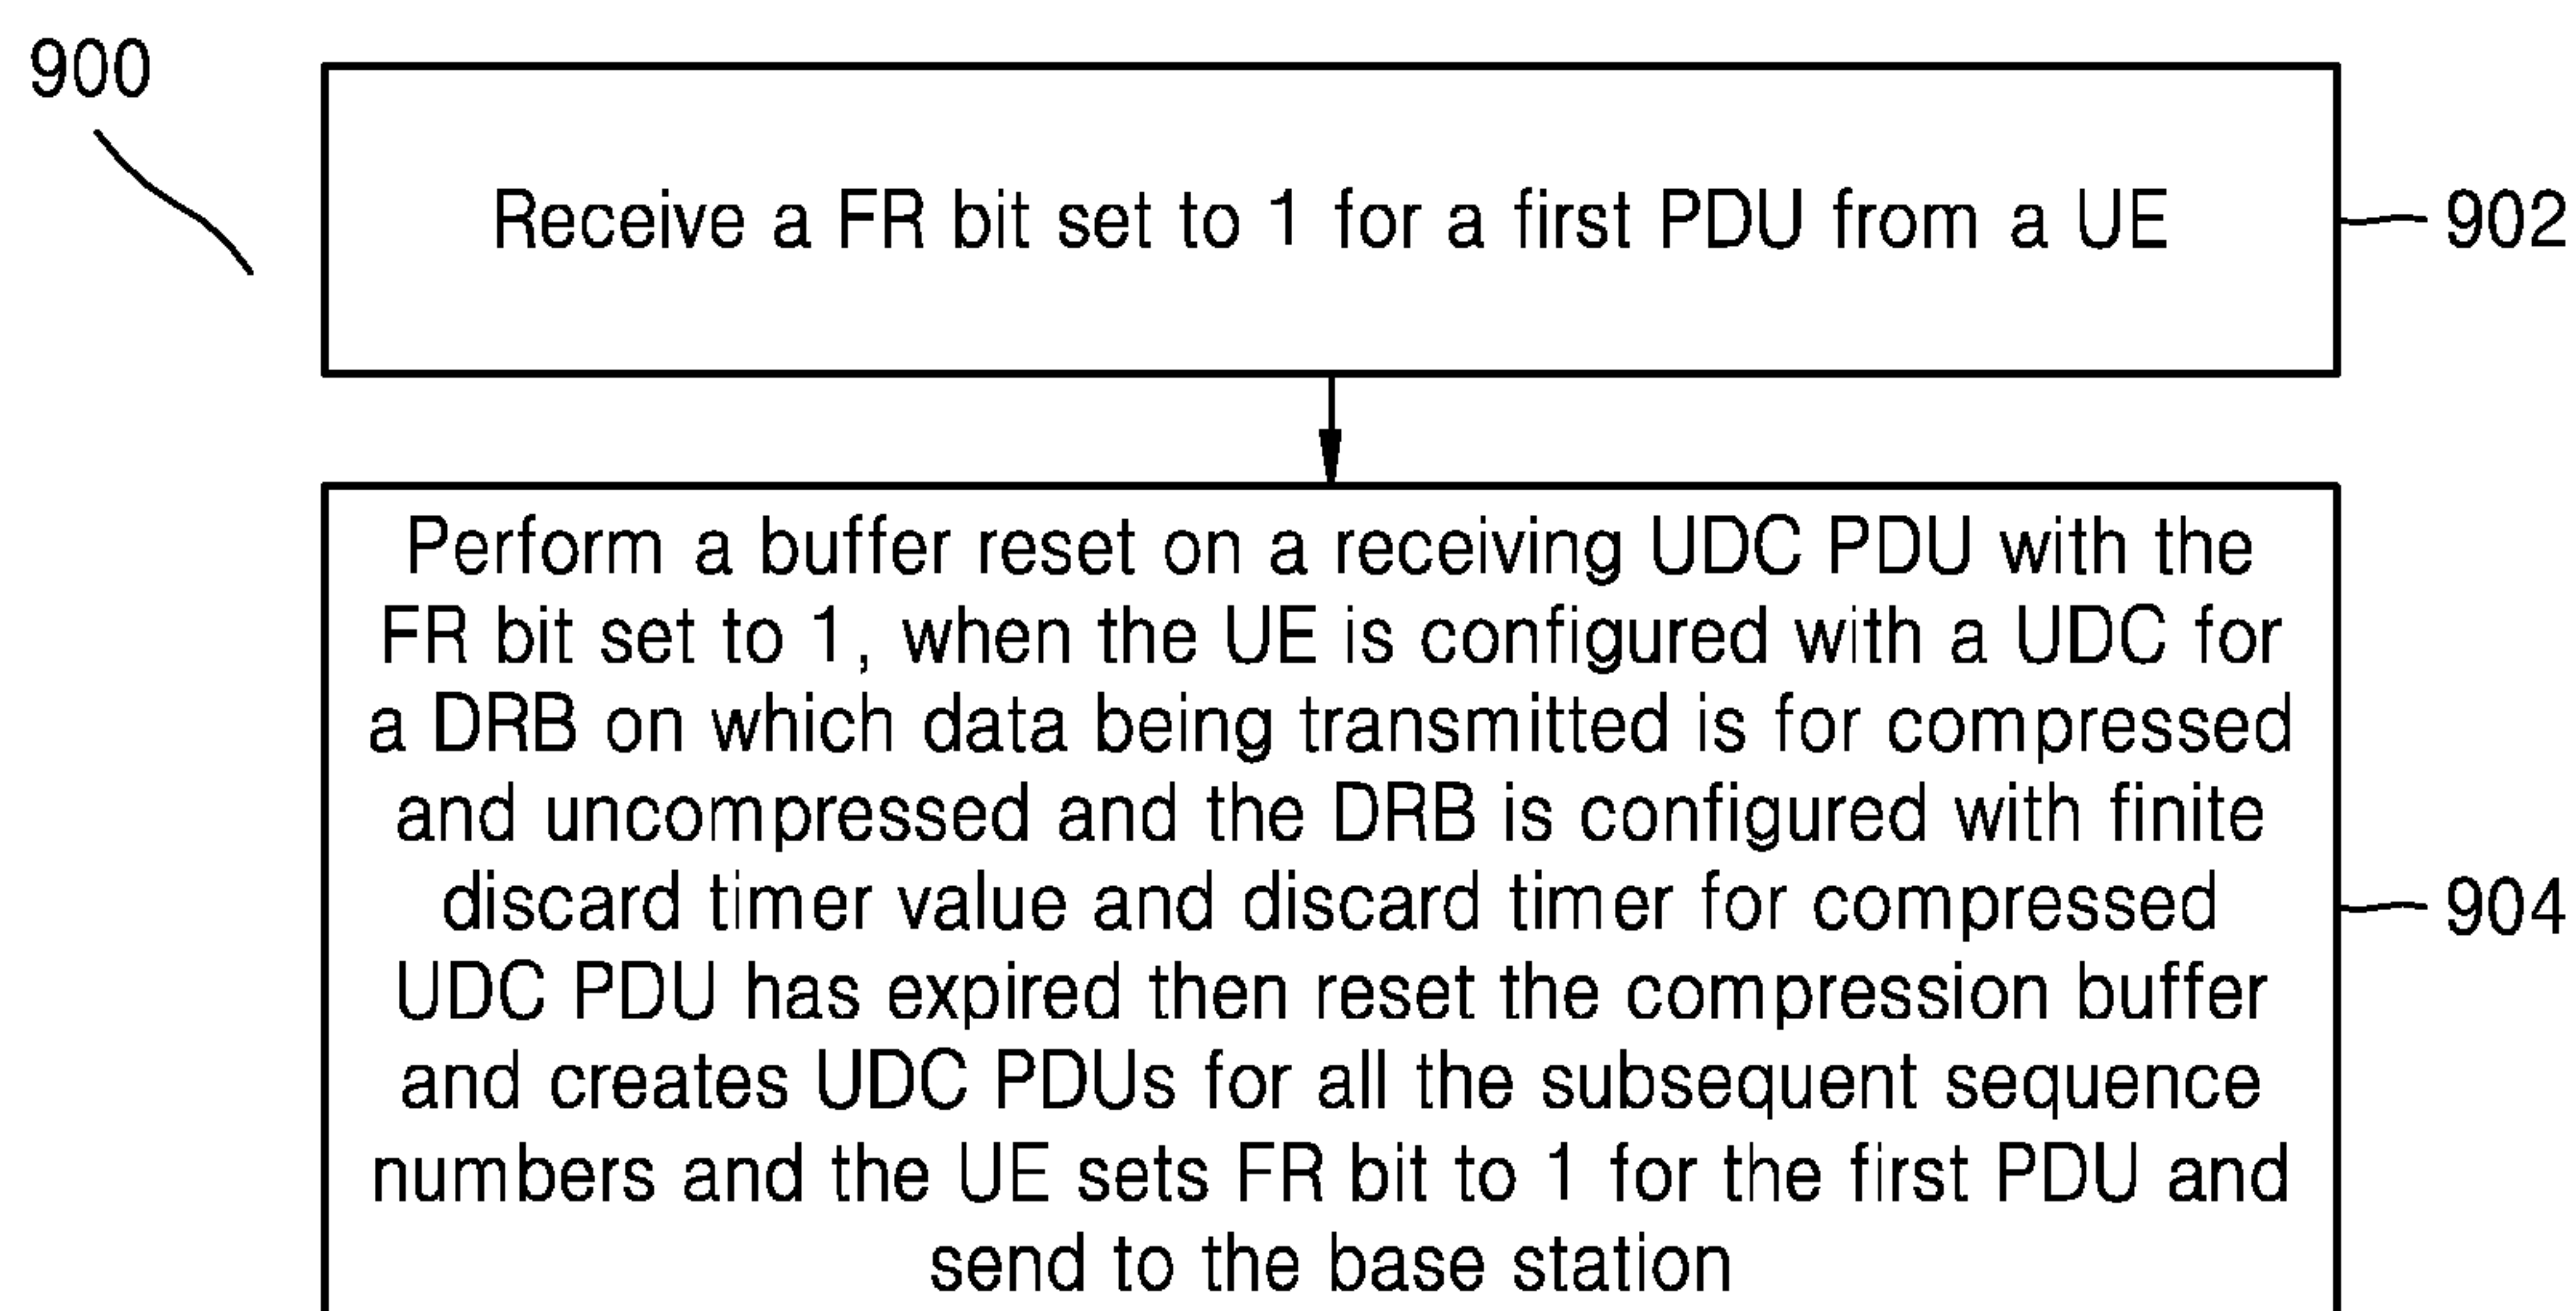 900
Receive a FR bit set to 1 for a first PDU from a UE
902
Perform a buffer reset on a receiving UDC PDU with the
FR bit set to 1, when the UE is configured with a UDC for
a DRB on which data being transmitted is for compressed
and uncompressed and the DRB is configured with finite
discard timer value and discard timer for compressed
UDC PDU has expired then reset the compression buffer
and creates UDC PDUs for all the subsequent sequence
numbers and the UE sets FR bit to 1 for the first PDU and
send to the base station
904